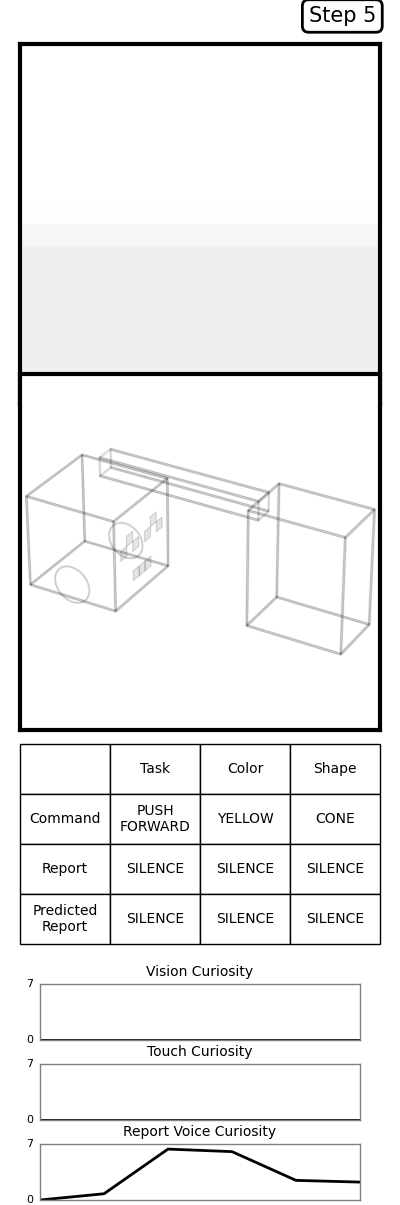 Step 5
Task Color Shape
Command PUSH FORWARD YELLOW CONE
Report SILENCE SILENCE SILENCE
Predicted Report SILENCE SILENCE SILENCE
Vision Curiosity
7
0
Touch Curiosity
7
0
Report Voice Curiosity
7
0